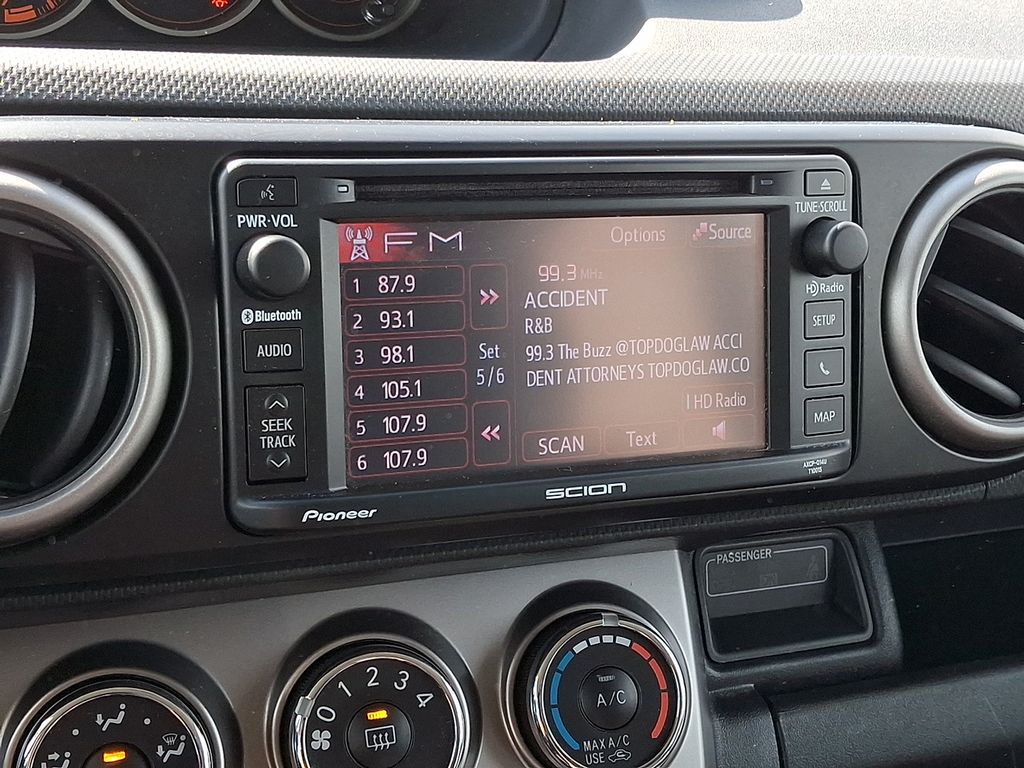 PWR·VOL
Bluetooth
AUDIO
SEEK
TRACK
FM
Options
Source
1 87.9
2 93.1
3 98.1
4 105.1
5 107.9
6 107.9
Set
5/6
99.3 MHz
ACCIDENT
R&B
99.3 The Buzz @TOPDOGLAW ACCI
DENT ATTORNEYS TOPDOGLAW.CO
HD Radio
SCAN
Text
TUNE·SCROLL
HD Radio
SETUP
MAP
Pioneer
SCION
PASSENGER
0 1 2 3 4
A/C
MAX A/C
USE